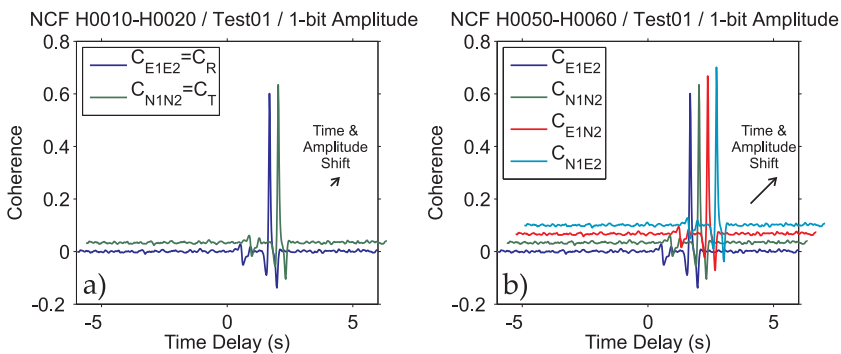 NCF H0010-H0020 / Test01 / 1-bit Amplitude
C_E1E2=C_R
C_N1N2=C_T
Time &
Amplitude
Shift
Coherence
0.8
0.6
0.4
0.2
0
-0.2
a)
-5
0
5
Time Delay (s)
NCF H0050-H0060 / Test01 / 1-bit Amplitude
C_E1E2
C_N1N2
C_E1N2
C_N1E2
Time &
Amplitude
Shift
Coherence
0.8
0.6
0.4
0.2
0
-0.2
b)
-5
0
5
Time Delay (s)